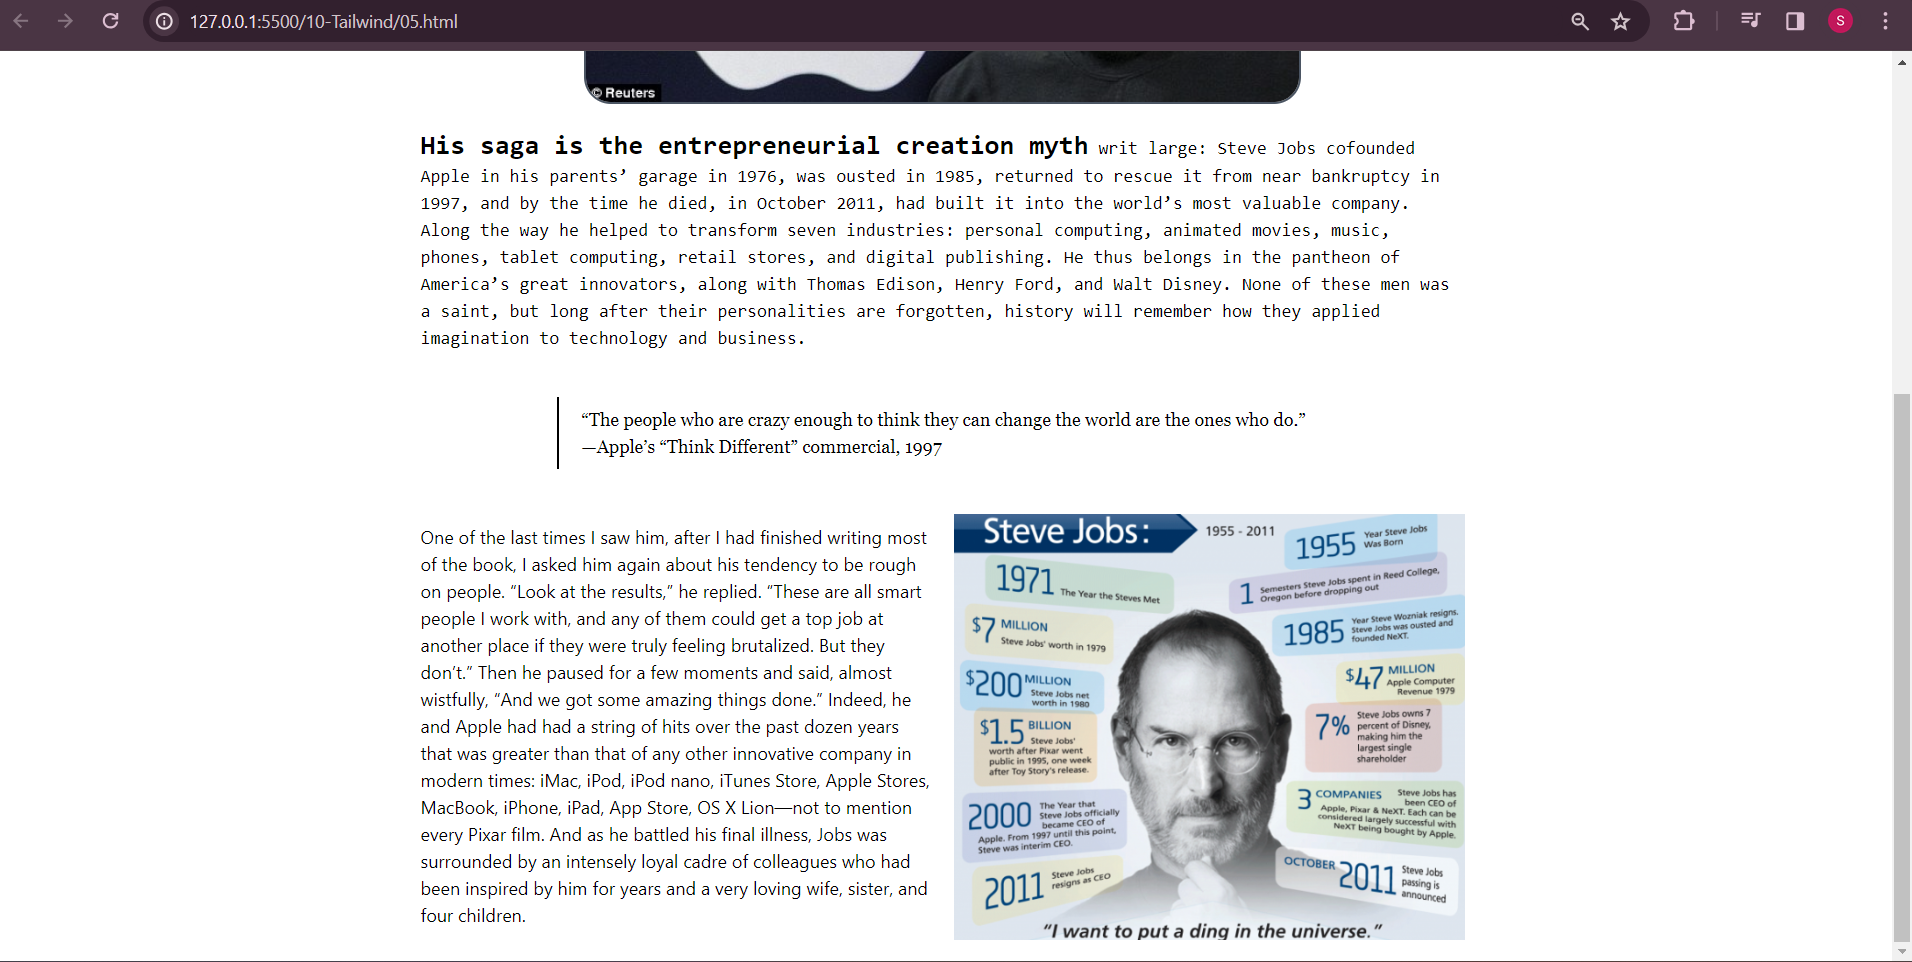 127.0.0.1:5500/10-Tailwind/05.html
S
© Reuters
His saga is the entrepreneurial creation myth writ large: Steve Jobs cofounded
Apple in his parents’ garage in 1976, was ousted in 1985, returned to rescue it from near bankruptcy in
1997, and by the time he died, in October 2011, had built it into the world’s most valuable company.
Along the way he helped to transform seven industries: personal computing, animated movies, music,
phones, tablet computing, retail stores, and digital publishing. He thus belongs in the pantheon of
America’s great innovators, along with Thomas Edison, Henry Ford, and Walt Disney. None of these men was
a saint, but long after their personalities are forgotten, history will remember how they applied
imagination to technology and business.
“The people who are crazy enough to think they can change the world are the ones who do.”
—Apple’s “Think Different” commercial, 1997
One of the last times I saw him, after I had finished writing most
of the book, I asked him again about his tendency to be rough
on people. “Look at the results,” he replied. “These are all smart
people I work with, and any of them could get a top job at
another place if they were truly feeling brutalized. But they
don’t.” Then he paused for a few moments and said, almost
wistfully, “And we got some amazing things done.” Indeed, he
and Apple had had a string of hits over the past dozen years
that was greater than that of any other innovative company in
modern times: iMac, iPod, iPod nano, iTunes Store, Apple Stores,
MacBook, iPhone, iPad, App Store, OS X Lion—not to mention
every Pixar film. And as he battled his final illness, Jobs was
surrounded by an intensely loyal cadre of colleagues who had
been inspired by him for years and a very loving wife, sister, and
four children.
Steve Jobs:
1955 - 2011
1955 Year Steve Jobs
Was Born
1971 The Year the Steves Met
1 Semesters Steve Jobs spent in Reed College,
Oregon before dropping out
$7 MILLION
Steve Jobs' worth in 1979
1985 Year Steve Wozniak resigns.
Steve Jobs was ousted and
founded NeXT.
$200 MILLION
Steve Jobs net
worth in 1980
$47 MILLION
Apple Computer
Revenue 1979
$1.5 BILLION
Steve Jobs'
worth after Pixar went
public in 1995, one week
after Toy Story's release.
7% Steve Jobs owns 7
percent of Disney,
making him the
largest single
shareholder
2000 The Year that
Steve Jobs officially
became CEO of
Apple. From 1997 until this point,
Steve was interim CEO.
3 COMPANIES Steve Jobs has
been CEO of
Apple, Pixar & NeXT. Each can be
considered largely successful with
NeXT being bought by Apple.
2011 Steve Jobs
resigns as CEO
OCTOBER 2011 Steve Jobs
passing is
announced
"I want to put a ding in the universe."